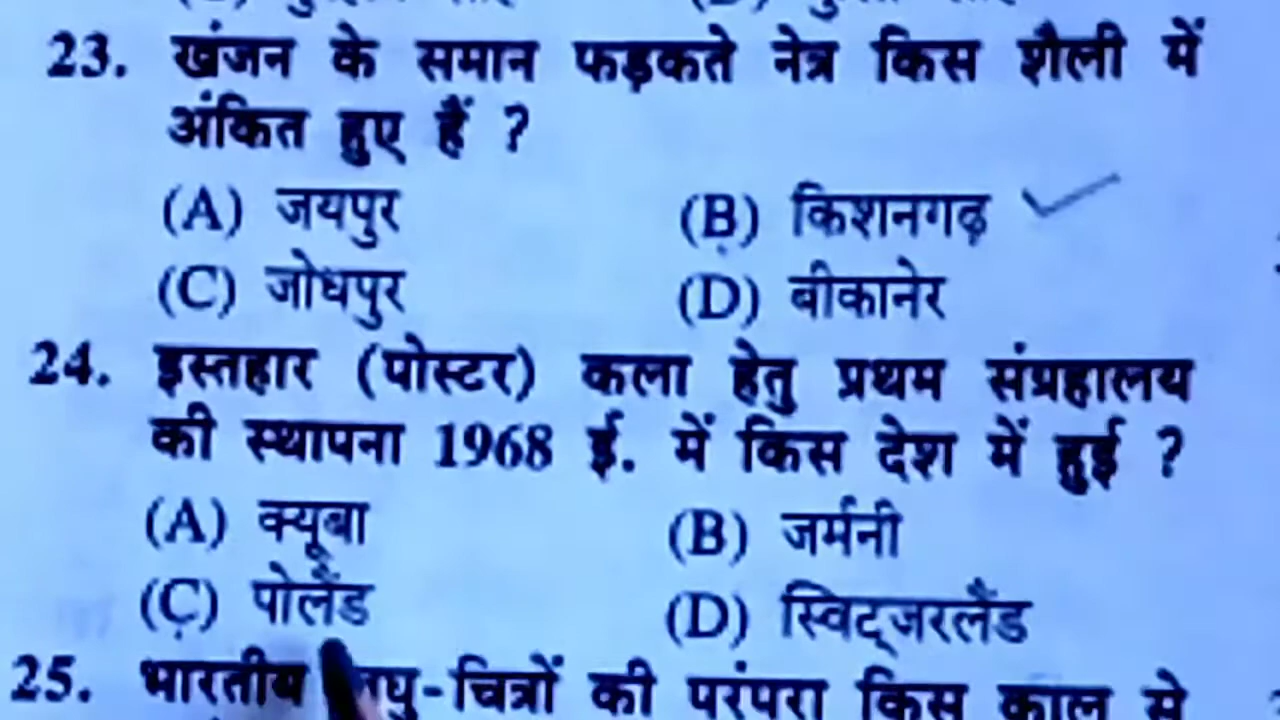 23. खंजन के समान फड़कते नेत्र किस शैली में
अंकित हुए हैं ?
(A) जयपुर (B) किशनगढ़
(C) जोधपुर (D) बीकानेर
24. इस्तहार (पोस्टर) कला हेतु प्रथम संग्रहालय
की स्थापना 1968 ई. में किस देश में हुई ?
(A) क्यूबा (B) जर्मनी
(C) पोलैंड (D) स्विट्जरलैंड
25. भारतीय -चित्रों की परंपरा किस काल से